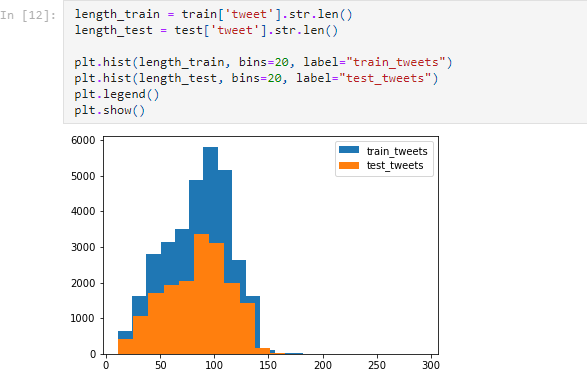 In [12]:
length_train = train['tweet'].str.len()
length_test = test['tweet'].str.len()
plt.hist(length_train, bins=20, label="train_tweets")
plt.hist(length_test, bins=20, label="test_tweets")
plt.legend()
plt.show()
6000
5000
4000
3000
2000
1000
0
train_tweets
test_tweets
0 50 100 150 200 250 300